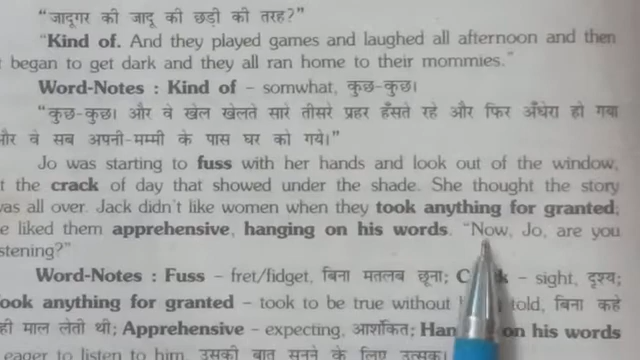 “जादूगर की जादू की छड़ी की तरह?”
“Kind of. And they played games and laughed all afternoon and then
began to get dark and they all ran home to their mommies.”
Word-Notes : Kind of – somwhat, कुछ-कुछ।
“कुछ-कुछ। और वे खेल खेलते सारे तीसरे प्रहर हँसते रहे और फिर अँधेरा हो गया
और वे सब अपनी-मम्मी के पास घर को गये।”
Jo was starting to fuss with her hands and look out of the window,
the crack of day that showed under the shade. She thought the story
was all over. Jack didn't like women when they took anything for granted;
liked them apprehensive, hanging on his words. “Now, Jo, are you
stening?”
Word-Notes : Fuss – fret/fidget, बिना मतलब छूना; – sight, दृश्य;
ook anything for granted – took to be true without told, बिना कहे
ही माल लेती थी; Apprehensive – expecting, आशंकित; on his words
eager to listen to him, उसकी बात सुनने के लिए उत्सुक।